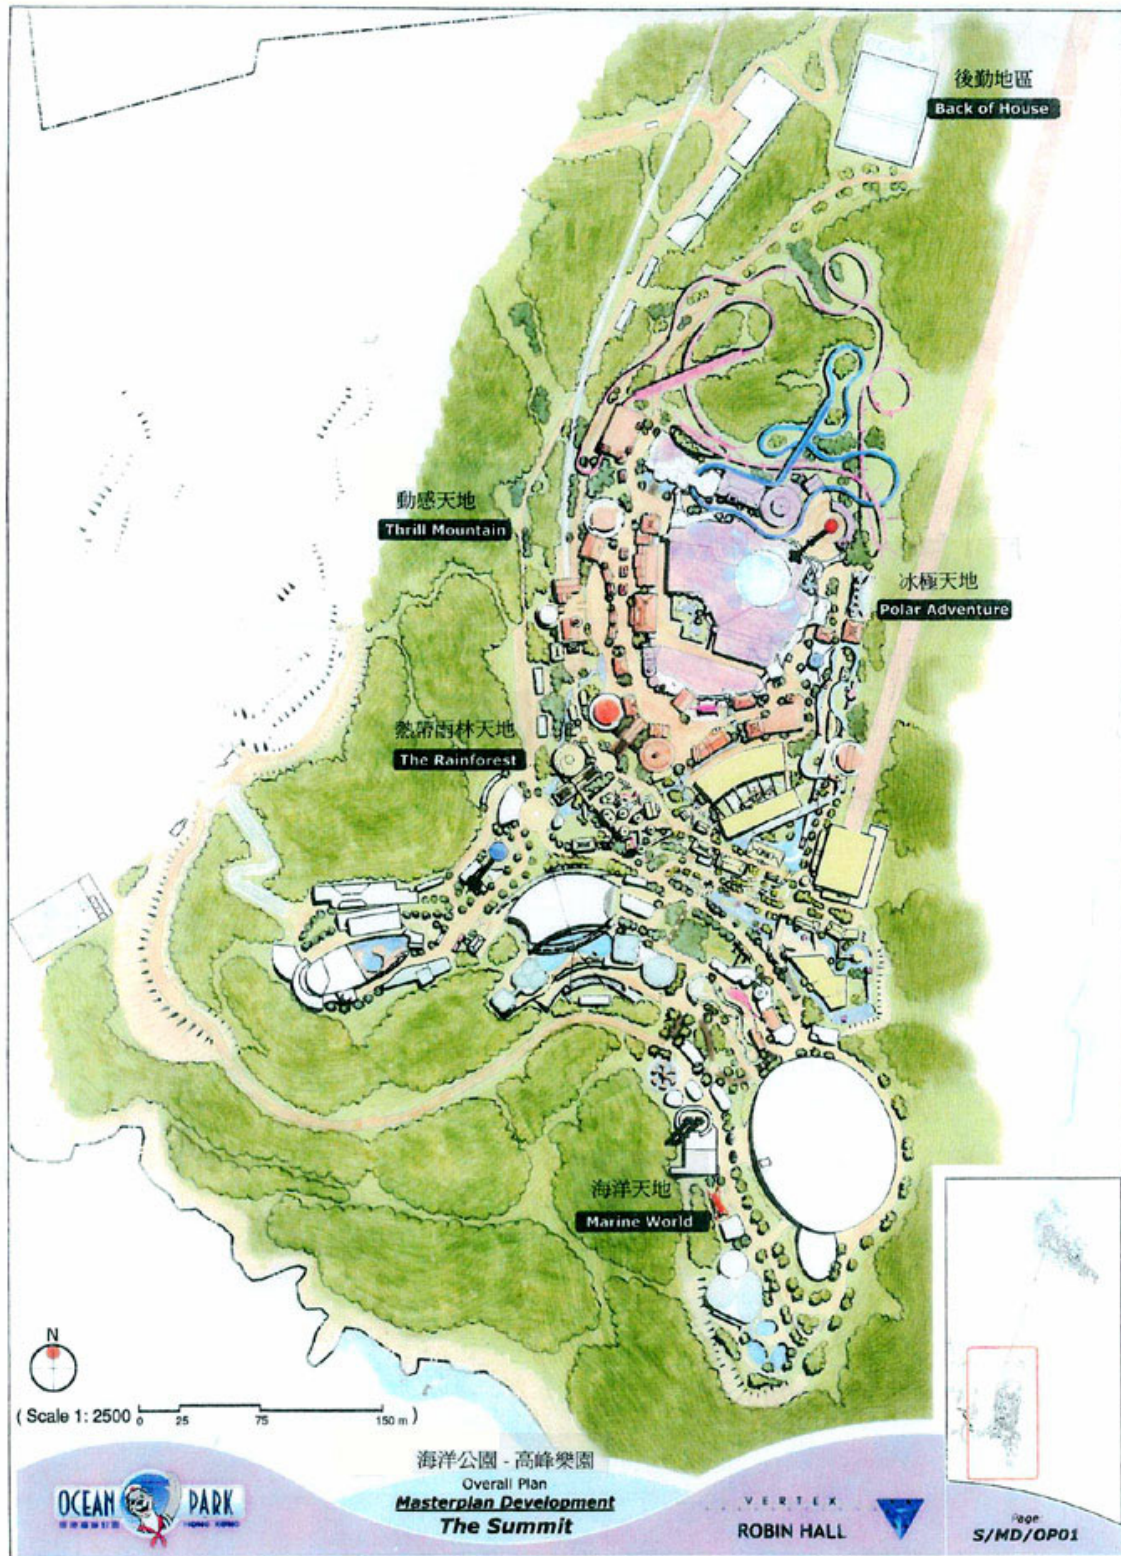 後勤地區
Back of House
動感天地
Thrill Mountain
冰極天地
Polar Adventure
熱帶雨林天地
The Rainforest
海洋天地
Marine World
N
( Scale 1: 2500 0 25 75 150 m )
海洋公園 - 高峰樂園
Overall Plan
Masterplan Development
The Summit
OCEAN PARK
HONG KONG
VERTEX
ROBIN HALL
Page:
S/MD/OP01